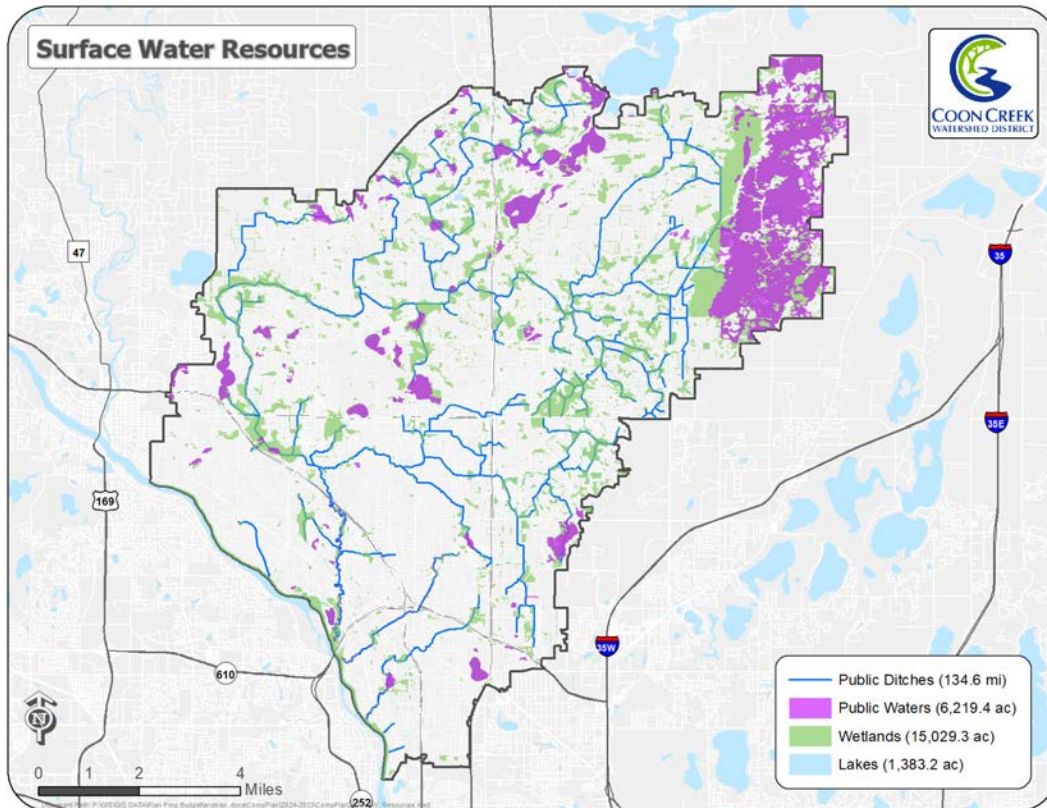 Surface Water Resources
COON CREEK
WATERSHED DISTRICT
47
35
169
35E
35W
610
252
N
0 1 2 4
Miles
Public Ditches (134.6 mi)
Public Waters (6,219.4 ac)
Wetlands (15,029.3 ac)
Lakes (1,383.2 ac)